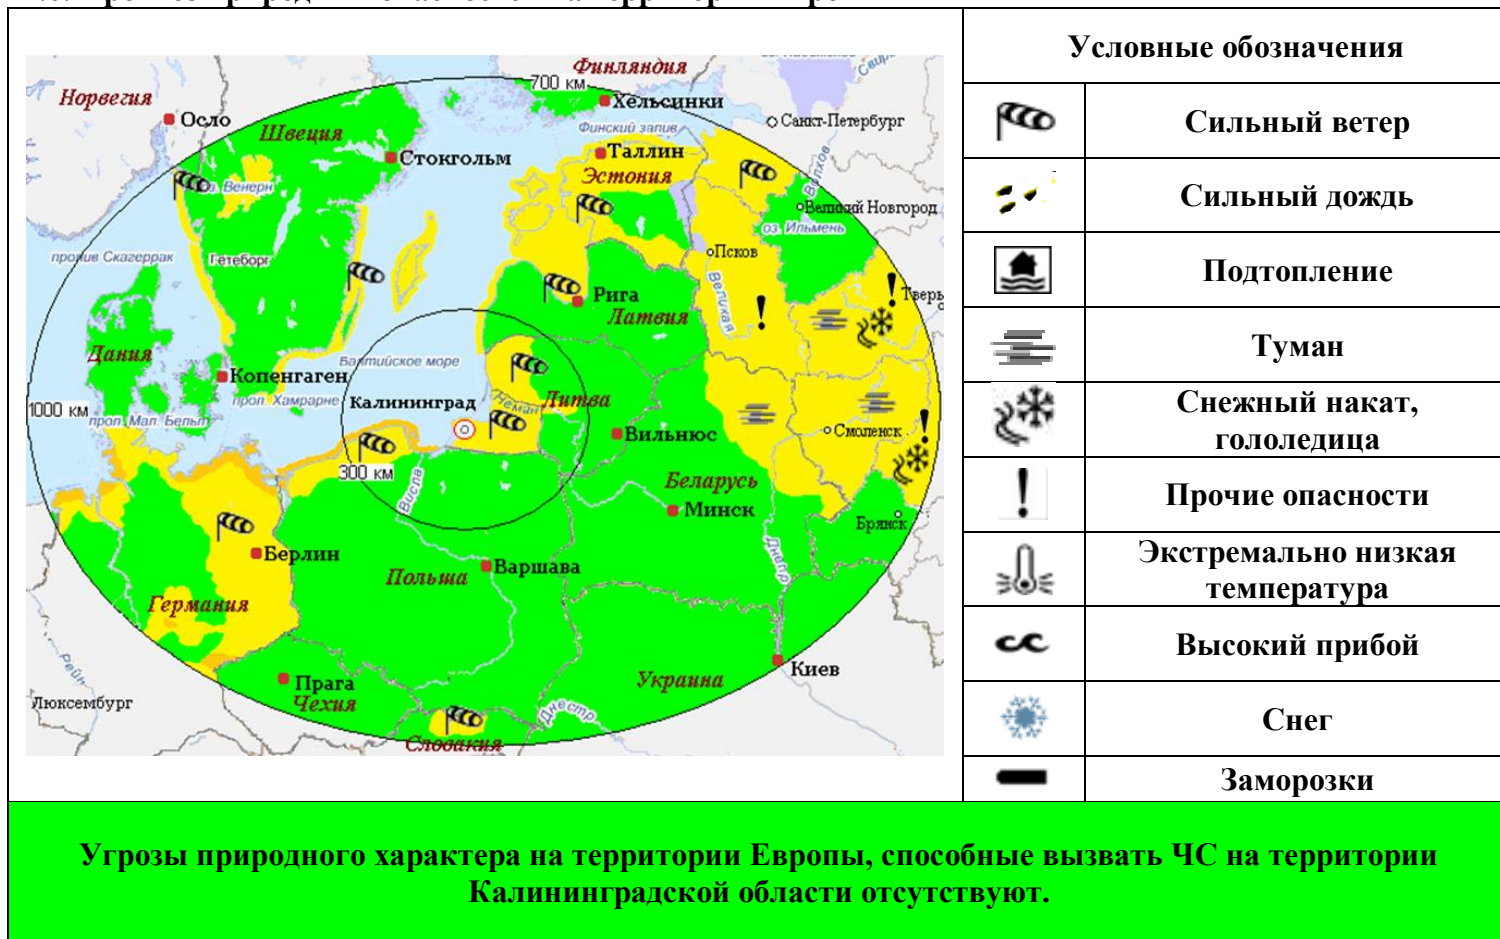 Условные обозначения
Сильный ветер
Сильный дождь
Подтопление
Туман
Снежный накат,
гололедица
Прочие опасности
Экстремально низкая
температура
Высокий прибой
Снег
Заморозки
Финляндия
700 км
Хельсинки
Норвегия
Осло
Швеция
Стокгольм
Финский залив
Санкт-Петербург
Таллин
Эстония
Волхов
Великий Новгород
оз. Ильмень
Венерн
Гётеборг
Псков
Великая
Тверь
Рига
Латвия
Дания
Копенгаген
Балтийское море
Калининград
Неман
Литва
1000 км
Вильнюс
Смоленск
300 км
Висла
Беларусь
Минск
Брянск
Днепр
Берлин
Варшава
Польша
Германия
Рейн
Прага
Чехия
Украина
Киев
Люксембург
Днестр
Словакия
Угрозы природного характера на территории Европы, способные вызвать ЧС на территории
Калининградской области отсутствуют.